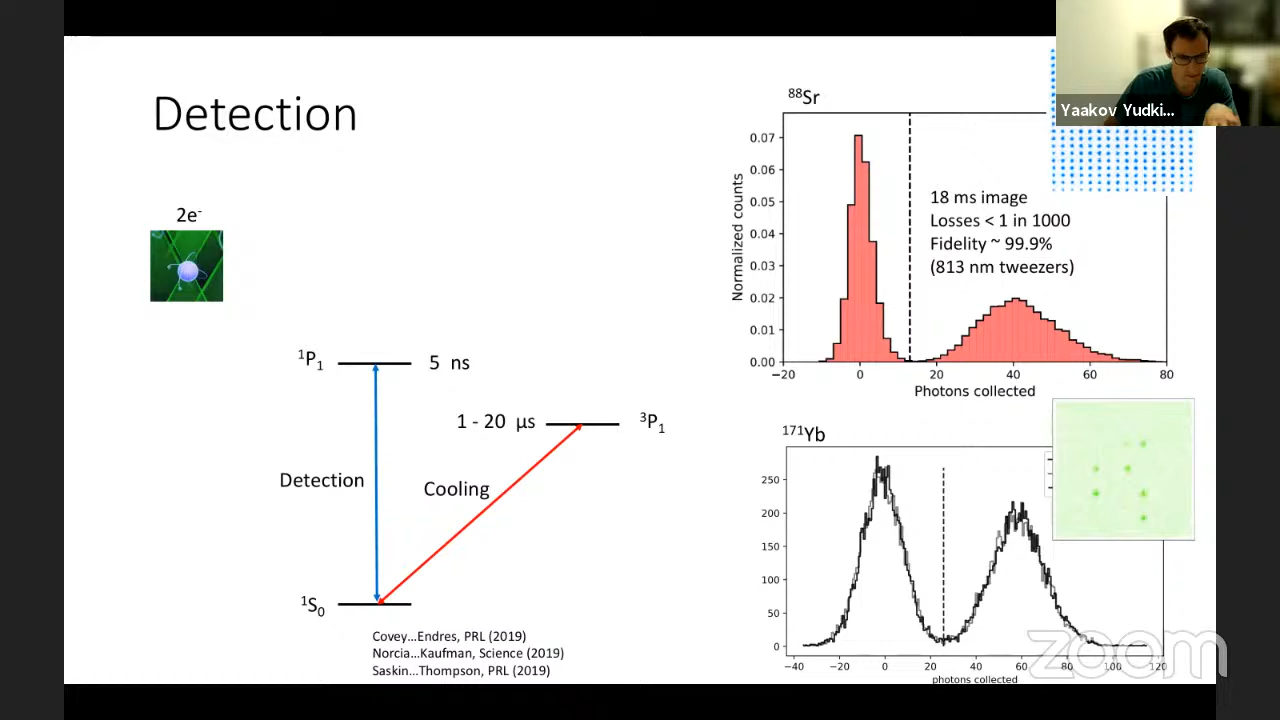 Detection
2e⁻
¹P₁
5 ns
1 - 20 µs
³P₁
Detection
Cooling
¹S₀
Covey...Endres, PRL (2019)
Norcia...Kaufman, Science (2019)
Saskin...Thompson, PRL (2019)
⁸⁸Sr
0.07
0.06
0.05
0.04
0.03
0.02
0.01
0.00
Normalized counts
18 ms image
Losses < 1 in 1000
Fidelity ~ 99.9%
(813 nm tweezers)
−20 0 20 40 60 80
Photons collected
¹⁷¹Yb
250
200
150
100
50
0
−40 −20 0 20 40 60 80 100 120
photons collected
Yaakov Yudki...
zoom